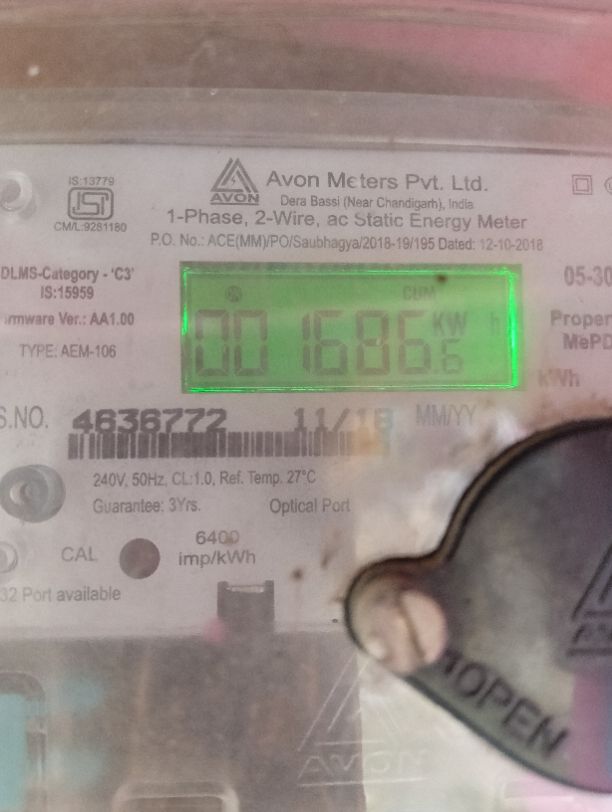 IS:13779
ISI
CM/L:9281180
AVON
Avon Meters Pvt. Ltd.
Dera Bassi (Near Chandigarh), India
1-Phase, 2-Wire, ac Static Energy Meter
P.O. No.: ACE(MM)/PO/Saubhagya/2018-19/195 Dated: 12-10-2018
DLMS-Category - 'C3'
IS:15959
rmware Ver.: AA1.00
TYPE: AEM-106
CUM
001686.6 KW h
05-30
Proper
MePD
kWh
S.NO. 4636772 11/18 MM/YY
240V, 50Hz, CL:1.0, Ref. Temp. 27°C
Guarantee: 3Yrs. Optical Port
CAL
6400
imp/kWh
32 Port available
OPEN
AVON